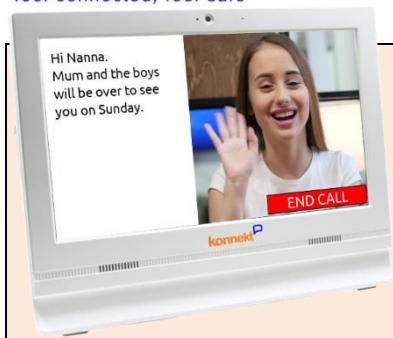 Hi Nanna.
Mum and the boys
will be over to see
you on Sunday.
END CALL
konnekt